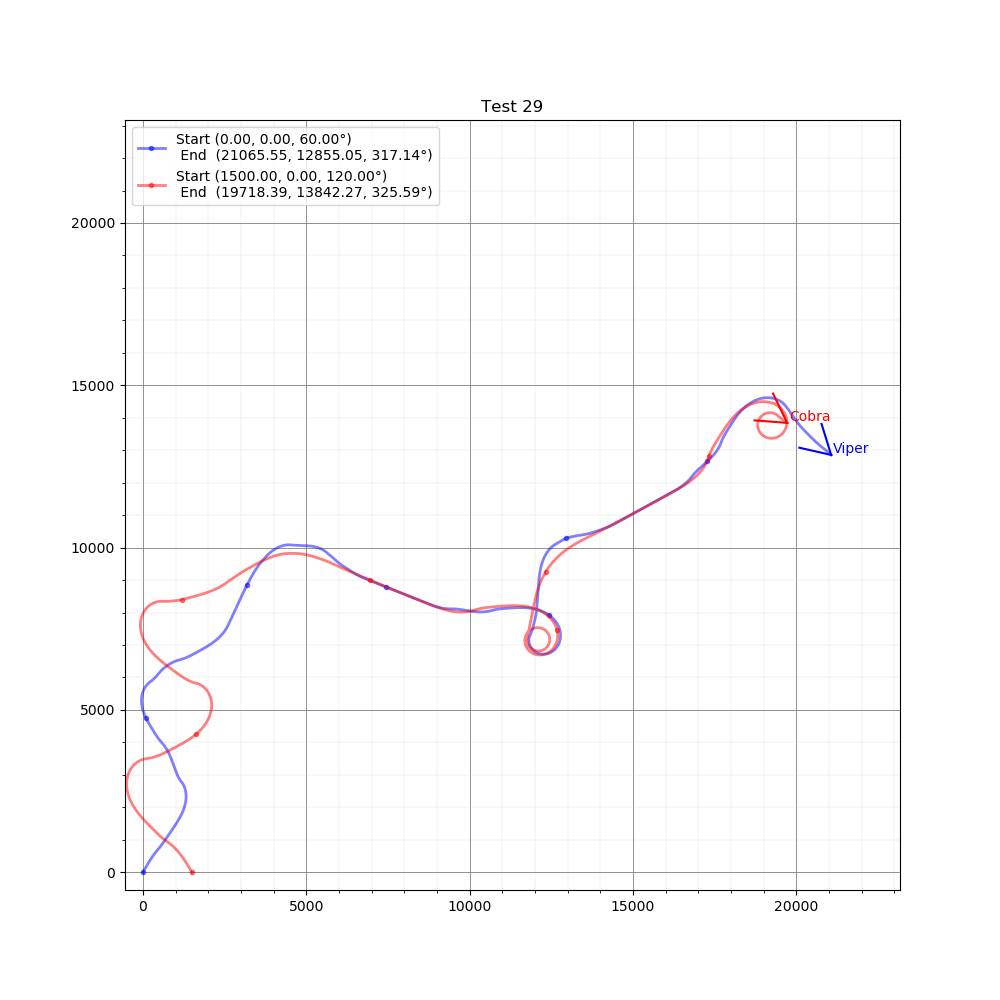 Test 29
Start (0.00, 0.00, 60.00°)
End (21065.55, 12855.05, 317.14°)
Start (1500.00, 0.00, 120.00°)
End (19718.39, 13842.27, 325.59°)
20000
15000
Cobra
Viper
10000
5000
0
0 5000 10000 15000 20000